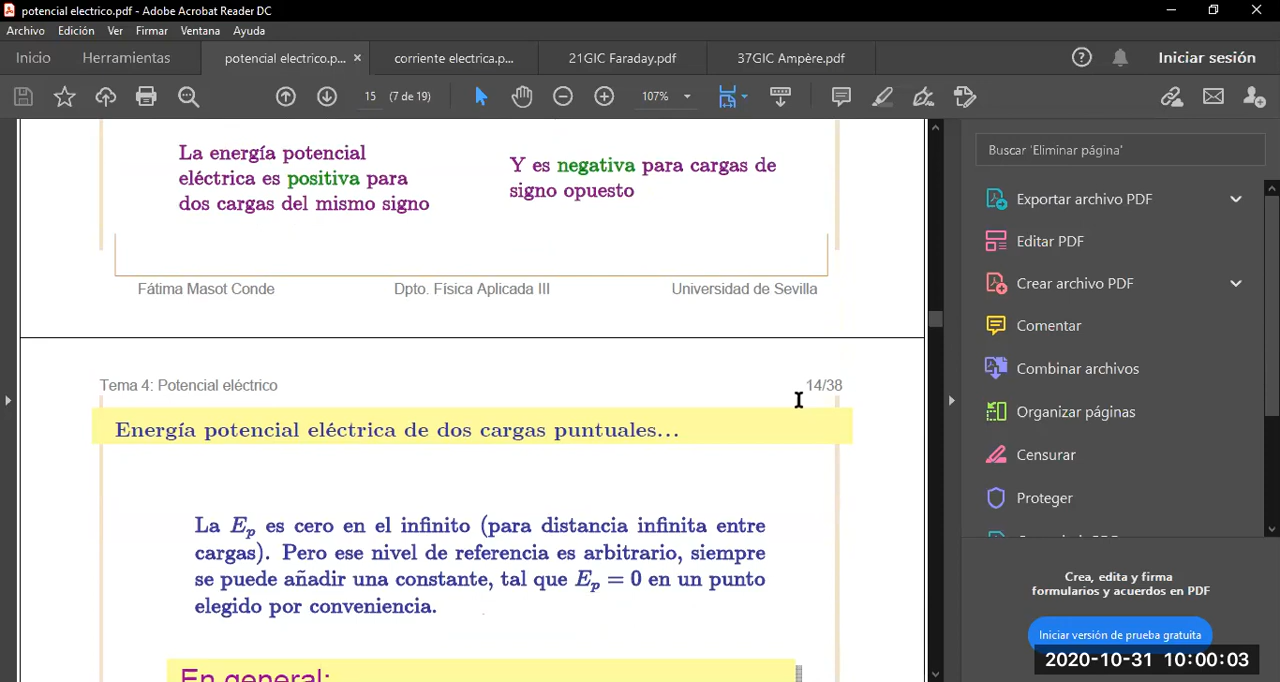 potencial electrico.pdf - Adobe Acrobat Reader DC
Archivo Edición Ver Firmar Ventana Ayuda
Inicio Herramientas potencial electrico.p... × corriente electrica.p... 21GIC Faraday.pdf 37GIC Ampère.pdf Iniciar sesión
15 (7 de 19) 107%
Buscar 'Eliminar página'
La energía potencial
eléctrica es positiva para
dos cargas del mismo signo
Y es negativa para cargas de
signo opuesto
Fátima Masot Conde Dpto. Física Aplicada III Universidad de Sevilla
Tema 4: Potencial eléctrico 14/38
Energía potencial eléctrica de dos cargas puntuales...
La Ep es cero en el infinito (para distancia infinita entre
cargas). Pero ese nivel de referencia es arbitrario, siempre
se puede añadir una constante, tal que Ep = 0 en un punto
elegido por conveniencia.
En general:
Exportar archivo PDF
Editar PDF
Crear archivo PDF
Comentar
Combinar archivos
Organizar páginas
Censurar
Proteger
Crea, edita y firma
formularios y acuerdos en PDF
Iniciar versión de prueba gratuita
2020-10-31 10:00:03